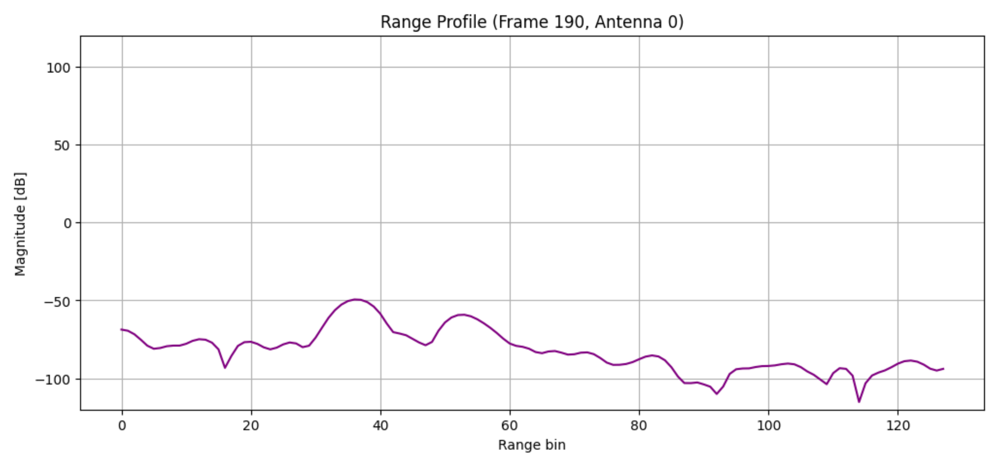 Range Profile (Frame 190, Antenna 0)
Magnitude [dB]
100
50
0
−50
−100
0 20 40 60 80 100 120
Range bin